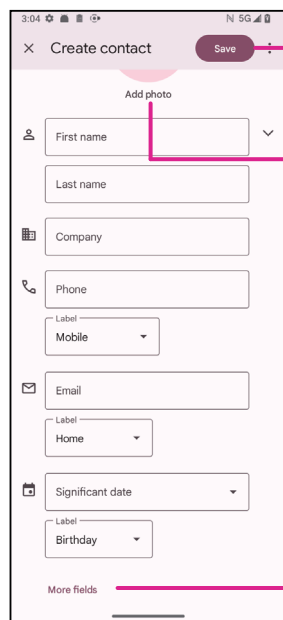 3:04 N 5G
Create contact Save
Add photo
First name
Last name
Company
Phone
Label
Mobile
Email
Label
Home
Significant date
Label
Birthday
More fields